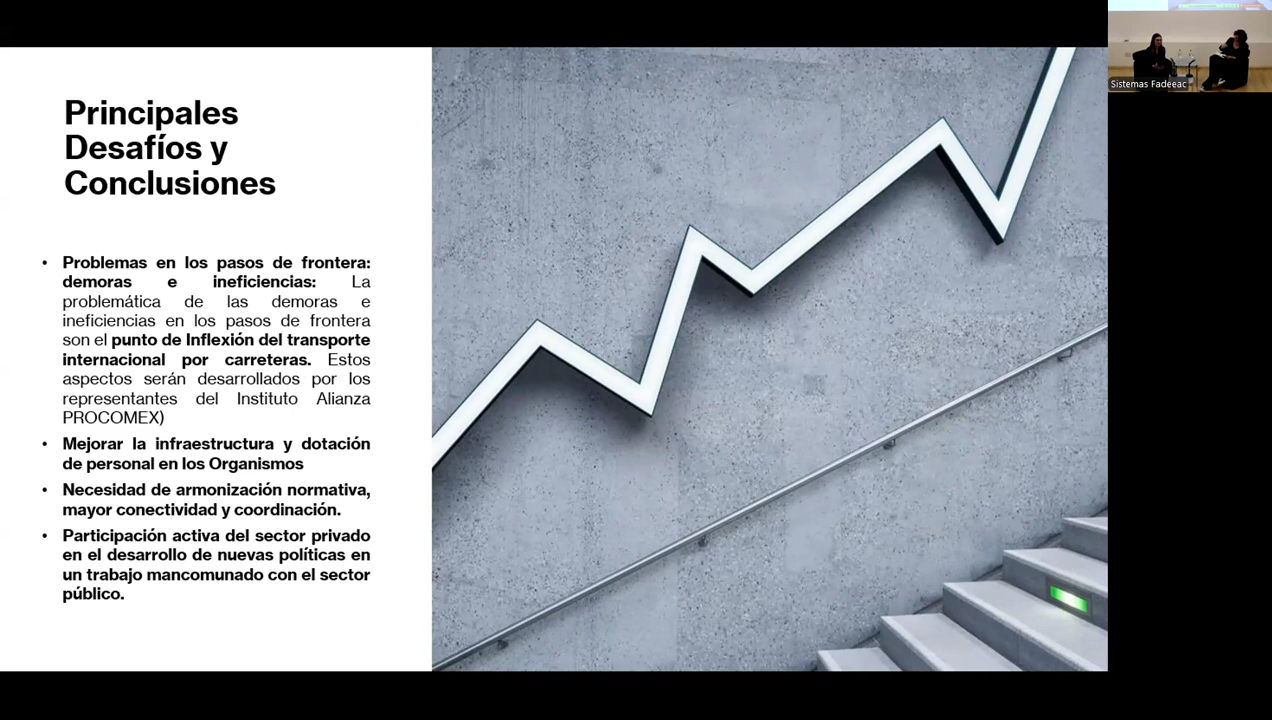 Principales
Desafíos y
Conclusiones
• Problemas en los pasos de frontera:
demoras e ineficiencias: La
problemática de las demoras e
ineficiencias en los pasos de frontera
son el punto de Inflexión del transporte
internacional por carreteras. Estos
aspectos serán desarrollados por los
representantes del Instituto Alianza
PROCOMEX)
• Mejorar la infraestructura y dotación
de personal en los Organismos
• Necesidad de armonización normativa,
mayor conectividad y coordinación.
• Participación activa del sector privado
en el desarrollo de nuevas políticas en
un trabajo mancomunado con el sector
público.
Sistemas Fadeeac